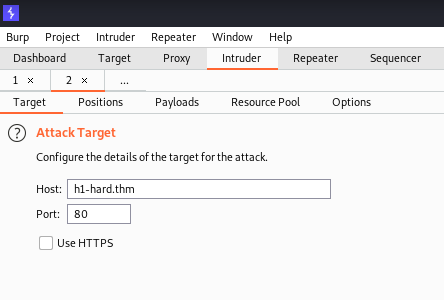 Burp Project Intruder Repeater Window Help
Dashboard Target Proxy Intruder Repeater Sequencer
1 × 2 × ...
Target Positions Payloads Resource Pool Options
? Attack Target
Configure the details of the target for the attack.
Host: h1-hard.thm
Port: 80
Use HTTPS